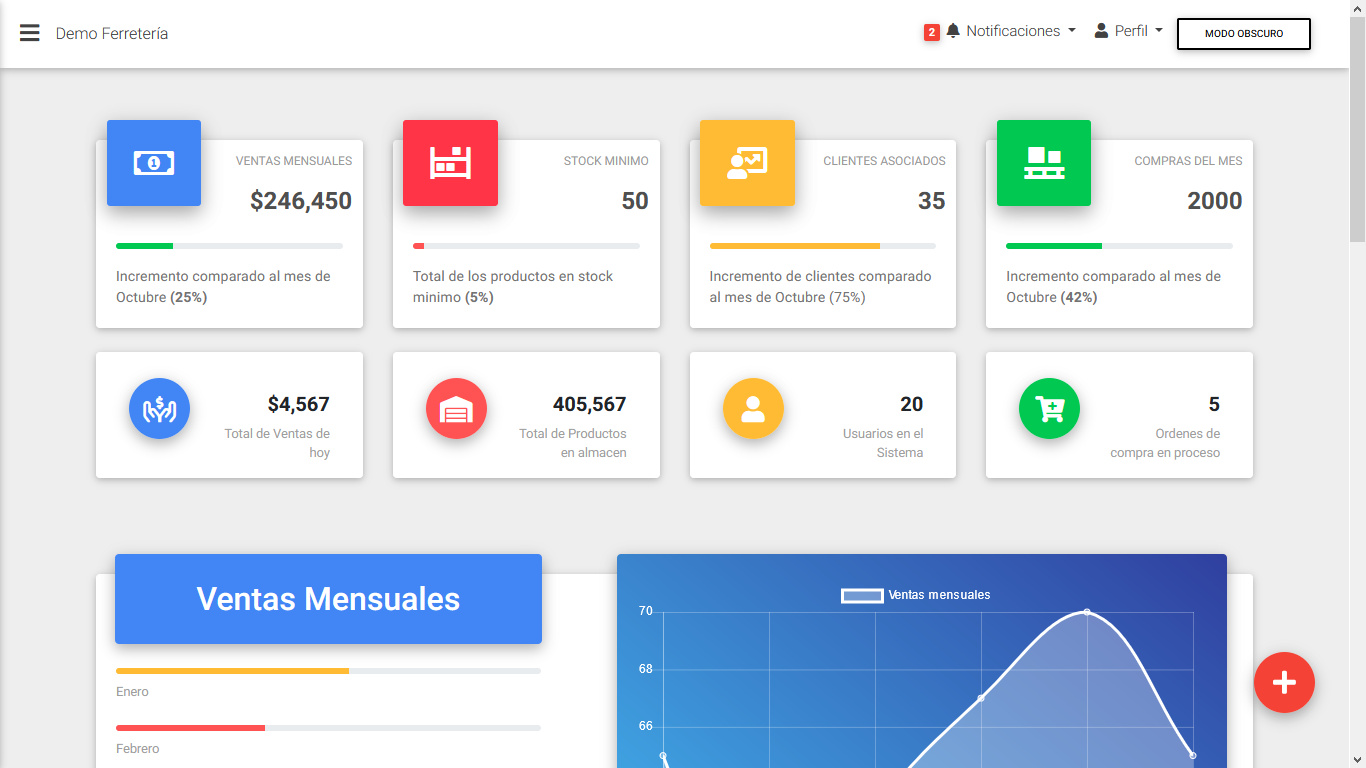 Demo Ferretería
2 Notificaciones
Perfil
MODO OBSCURO
VENTAS MENSUALES
$246,450
Incremento comparado al mes de
Octubre (25%)
STOCK MINIMO
50
Total de los productos en stock
minimo (5%)
CLIENTES ASOCIADOS
35
Incremento de clientes comparado
al mes de Octubre (75%)
COMPRAS DEL MES
2000
Incremento comparado al mes de
Octubre (42%)
$4,567
Total de Ventas de
hoy
405,567
Total de Productos
en almacen
20
Usuarios en el
Sistema
5
Ordenes de
compra en proceso
Ventas Mensuales
Enero
Febrero
Ventas mensuales
70
68
66